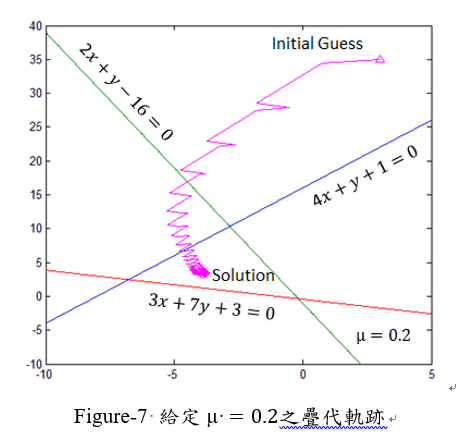 40
35
30
25
20
15
10
5
0
-5
-10
-10
-5
0
5
Initial Guess
2x + y − 16 = 0
4x + y + 1 = 0
Solution
3x + 7y + 3 = 0
μ = 0.2
Figure-7 給定 μ = 0.2之疊代軌跡